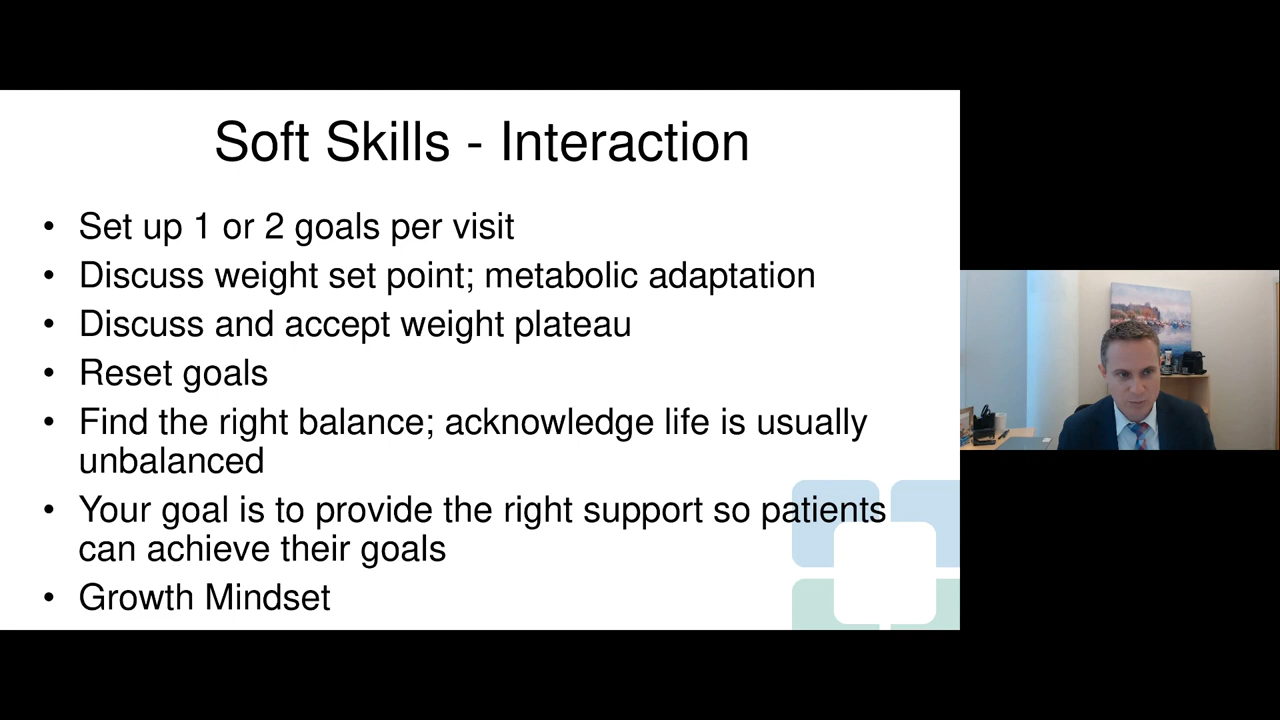 Soft Skills - Interaction
• Set up 1 or 2 goals per visit
• Discuss weight set point; metabolic adaptation
• Discuss and accept weight plateau
• Reset goals
• Find the right balance; acknowledge life is usually
unbalanced
• Your goal is to provide the right support so patients
can achieve their goals
• Growth Mindset